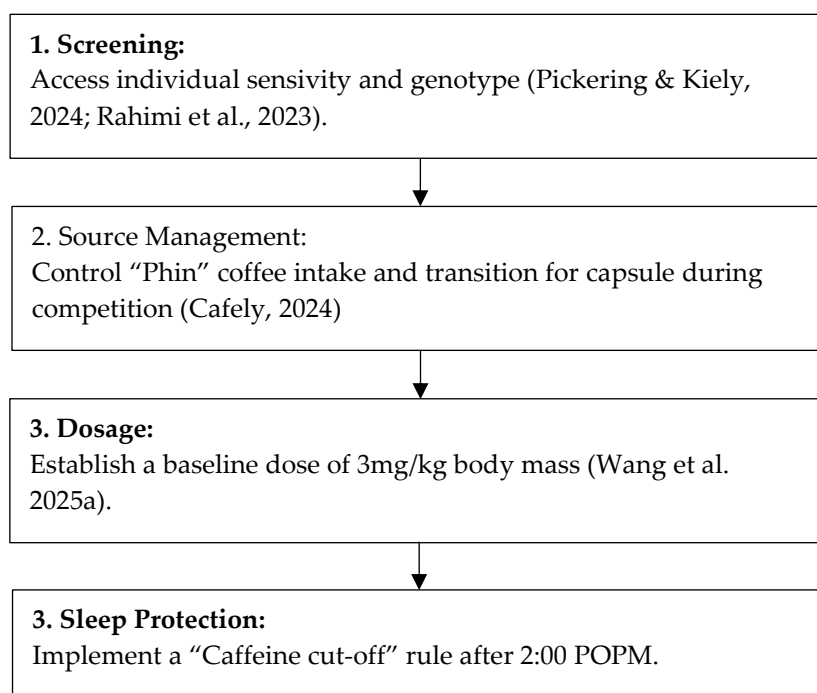 1. Screening:
Access individual sensivity and genotype (Pickering & Kiely,
2024; Rahimi et al., 2023).
2. Source Management:
Control “Phin” coffee intake and transition for capsule during
competition (Cafely, 2024)
3. Dosage:
Establish a baseline dose of 3mg/kg body mass (Wang et al.
2025a).
3. Sleep Protection:
Implement a “Caffeine cut-off” rule after 2:00 POPM.